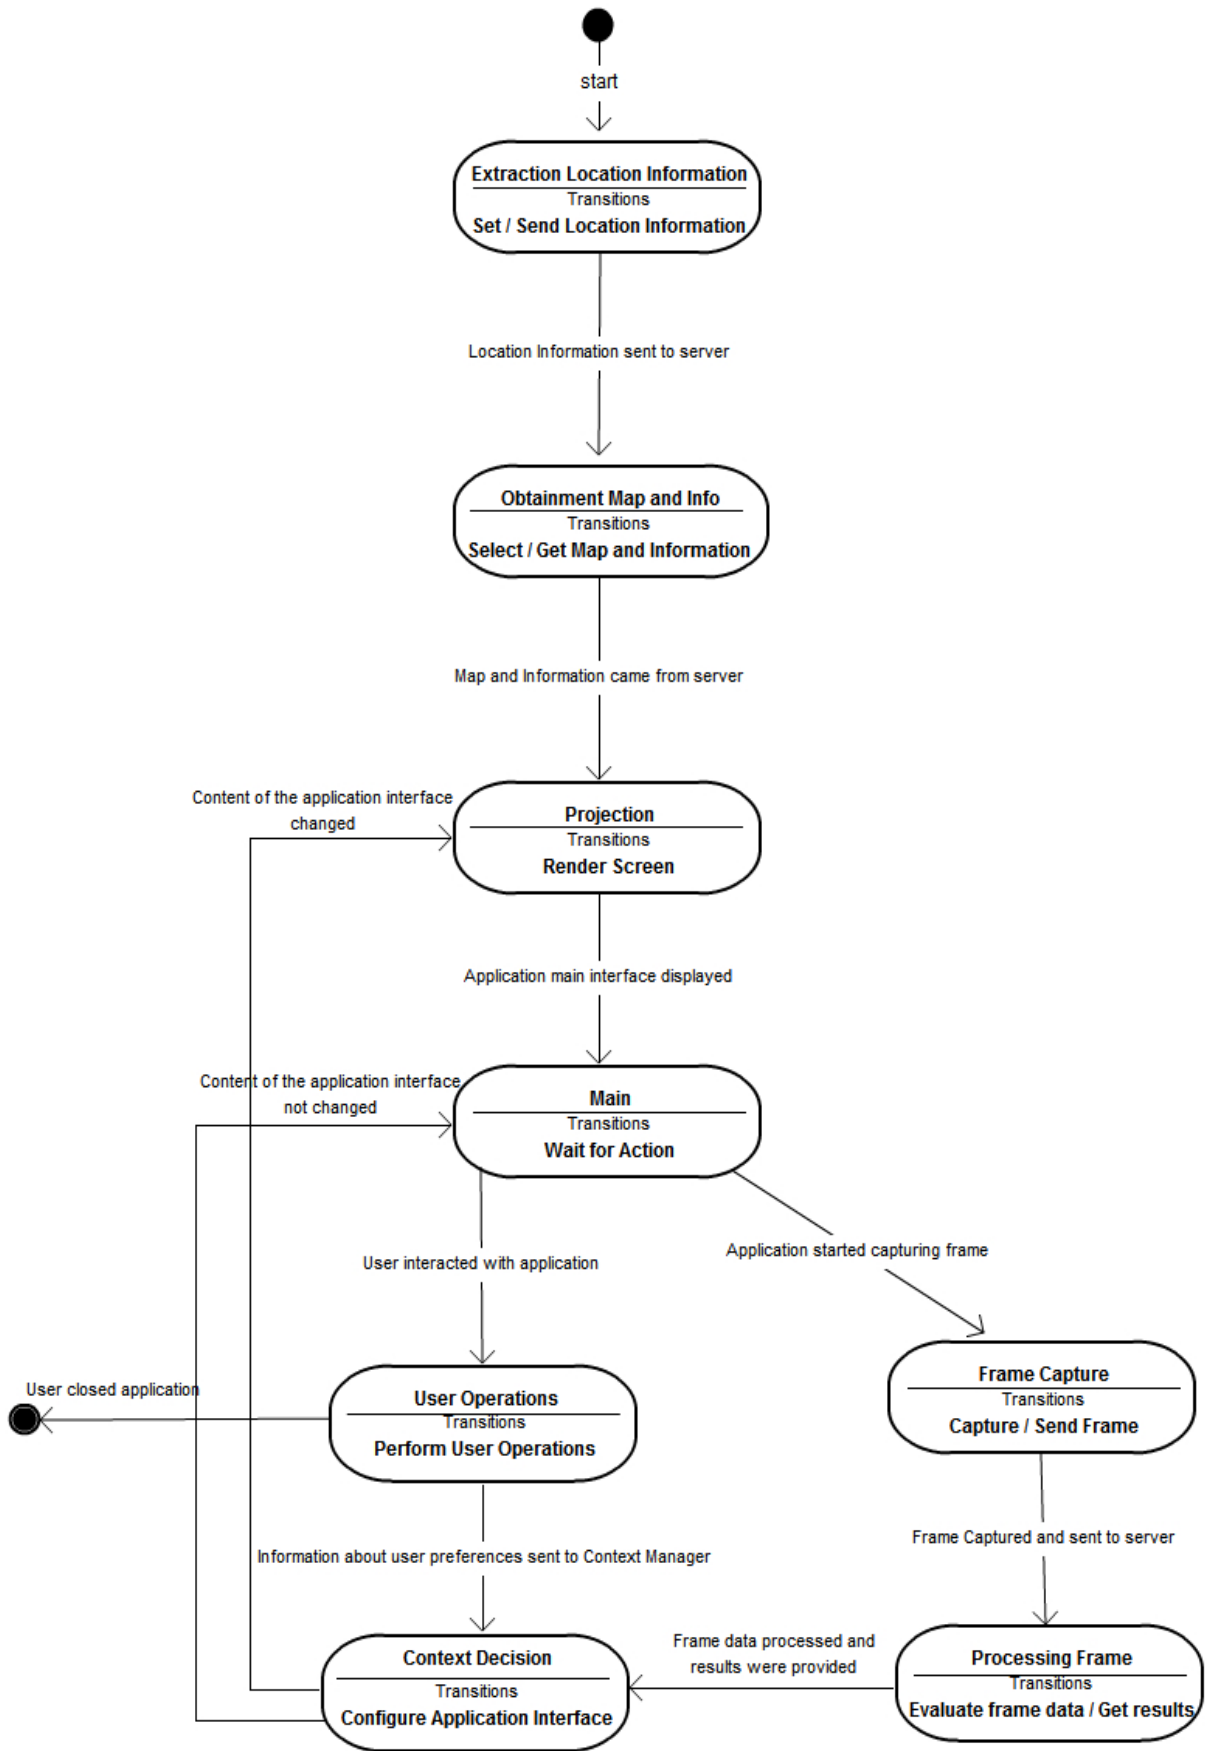 start
Extraction Location Information
Transitions
Set / Send Location Information
Location Information sent to server
Obtainment Map and Info
Transitions
Select / Get Map and Information
Map and Information came from server
Content of the application interface
changed
Projection
Transitions
Render Screen
Application main interface displayed
Content of the application interface
not changed
Main
Transitions
Wait for Action
User interacted with application
Application started capturing frame
User closed application
User Operations
Transitions
Perform User Operations
Frame Capture
Transitions
Capture / Send Frame
Information about user preferences sent to Context Manager
Frame Captured and sent to server
Context Decision
Transitions
Configure Application Interface
Frame data processed and
results were provided
Processing Frame
Transitions
Evaluate frame data / Get results